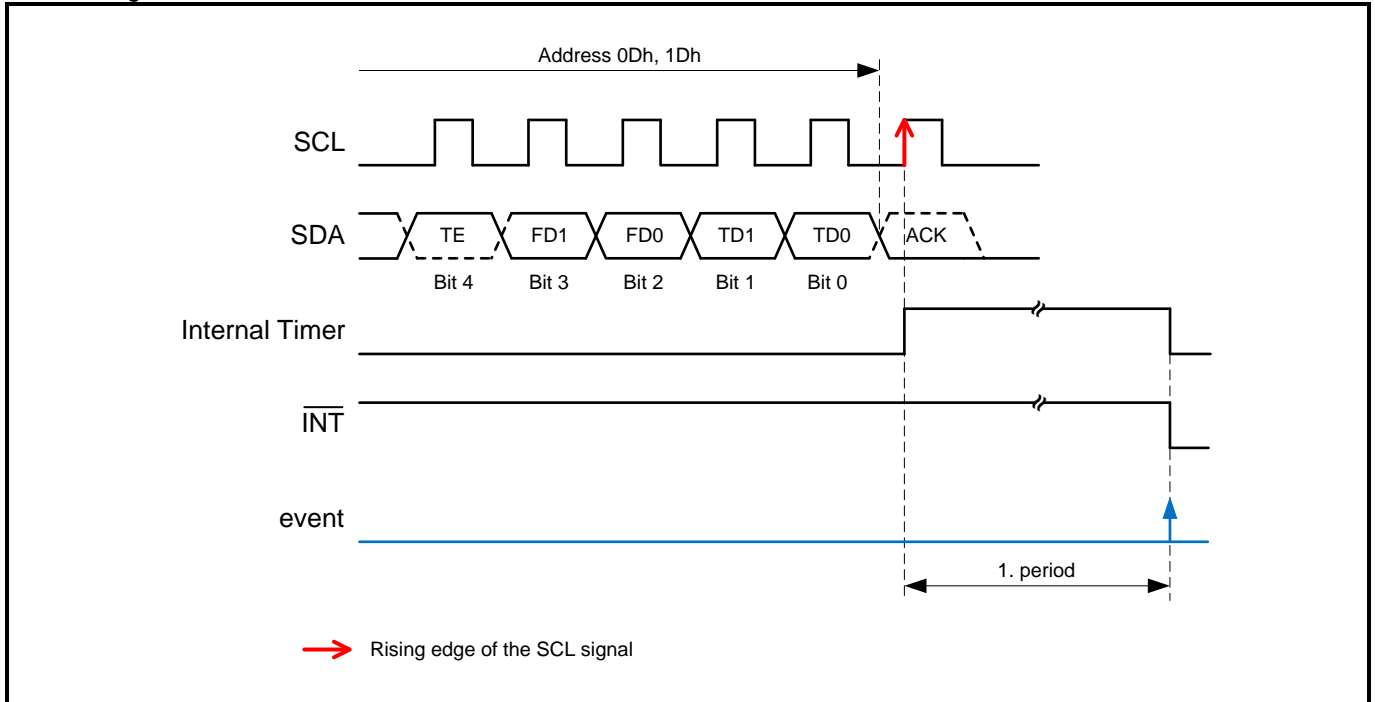 Address 0Dh, 1Dh
SCL
SDA TE FD1 FD0 TD1 TD0 ACK
Bit 4 Bit 3 Bit 2 Bit 1 Bit 0
Internal Timer
INT
event
1. period
Rising edge of the SCL signal